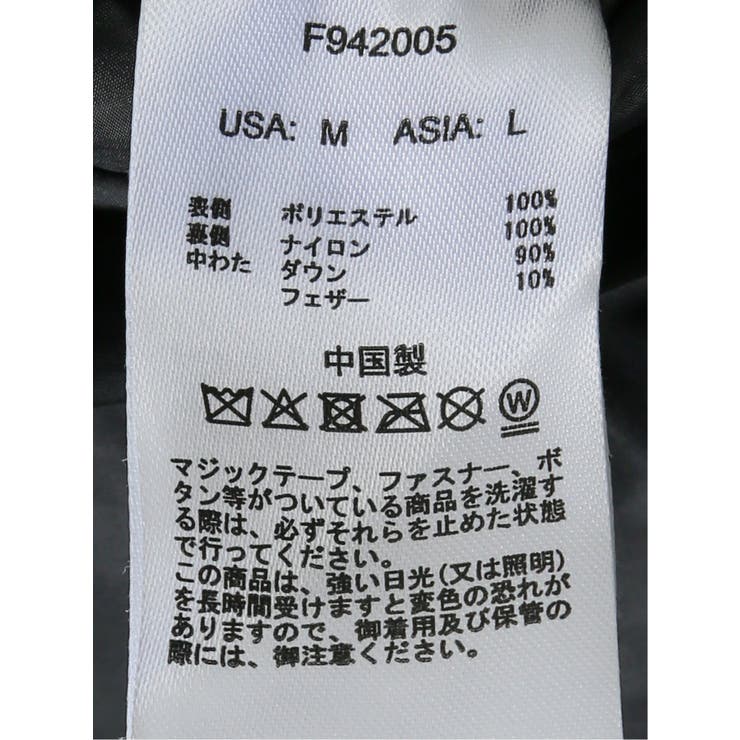 F942005
USA: M ASIA: L
表側 ポリエステル 100%
裏側 ナイロン 100%
中わた ダウン 90%
フェザー 10%
中国製
W
マジックテープ、ファスナー、ボ
タン等がついている商品を洗濯す
る際は、必ずそれらを止めた状態
で行ってください。
この商品は、強い日光(又は照明)
を長時間受けますと変色の恐れが
ありますので、御着用及び保管の
際には、御注意ください。